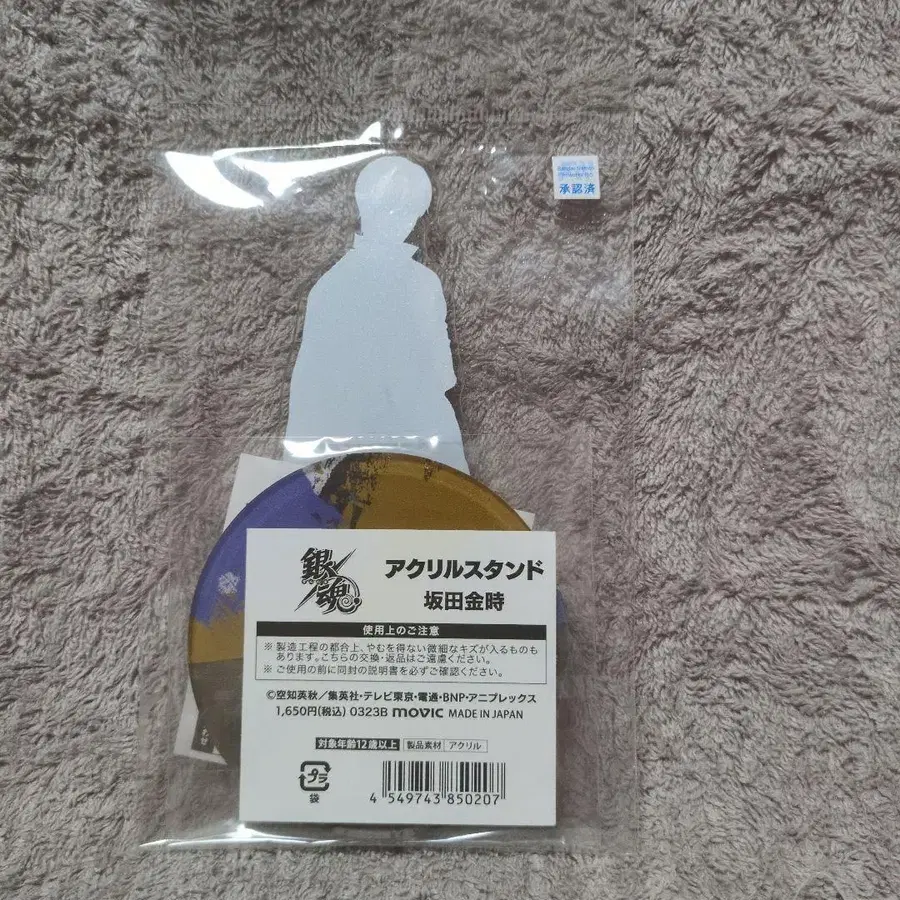 承認済
銀魂
アクリルスタンド
坂田金時
使用上のご注意
※製造工程の都合上、やむを得ない微細なキズが入るものも
あります。こちらの交換・返品はご遠慮ください。
※ご使用の前に同封の説明書を必ずご確認ください。
©空知英秋／集英社・テレビ東京・電通・BNP・アニプレックス
1,650円(税込) 0323B movic MADE IN JAPAN
対象年齢12歳以上 製品素材 アクリル
プラ
袋
4 549743 850207